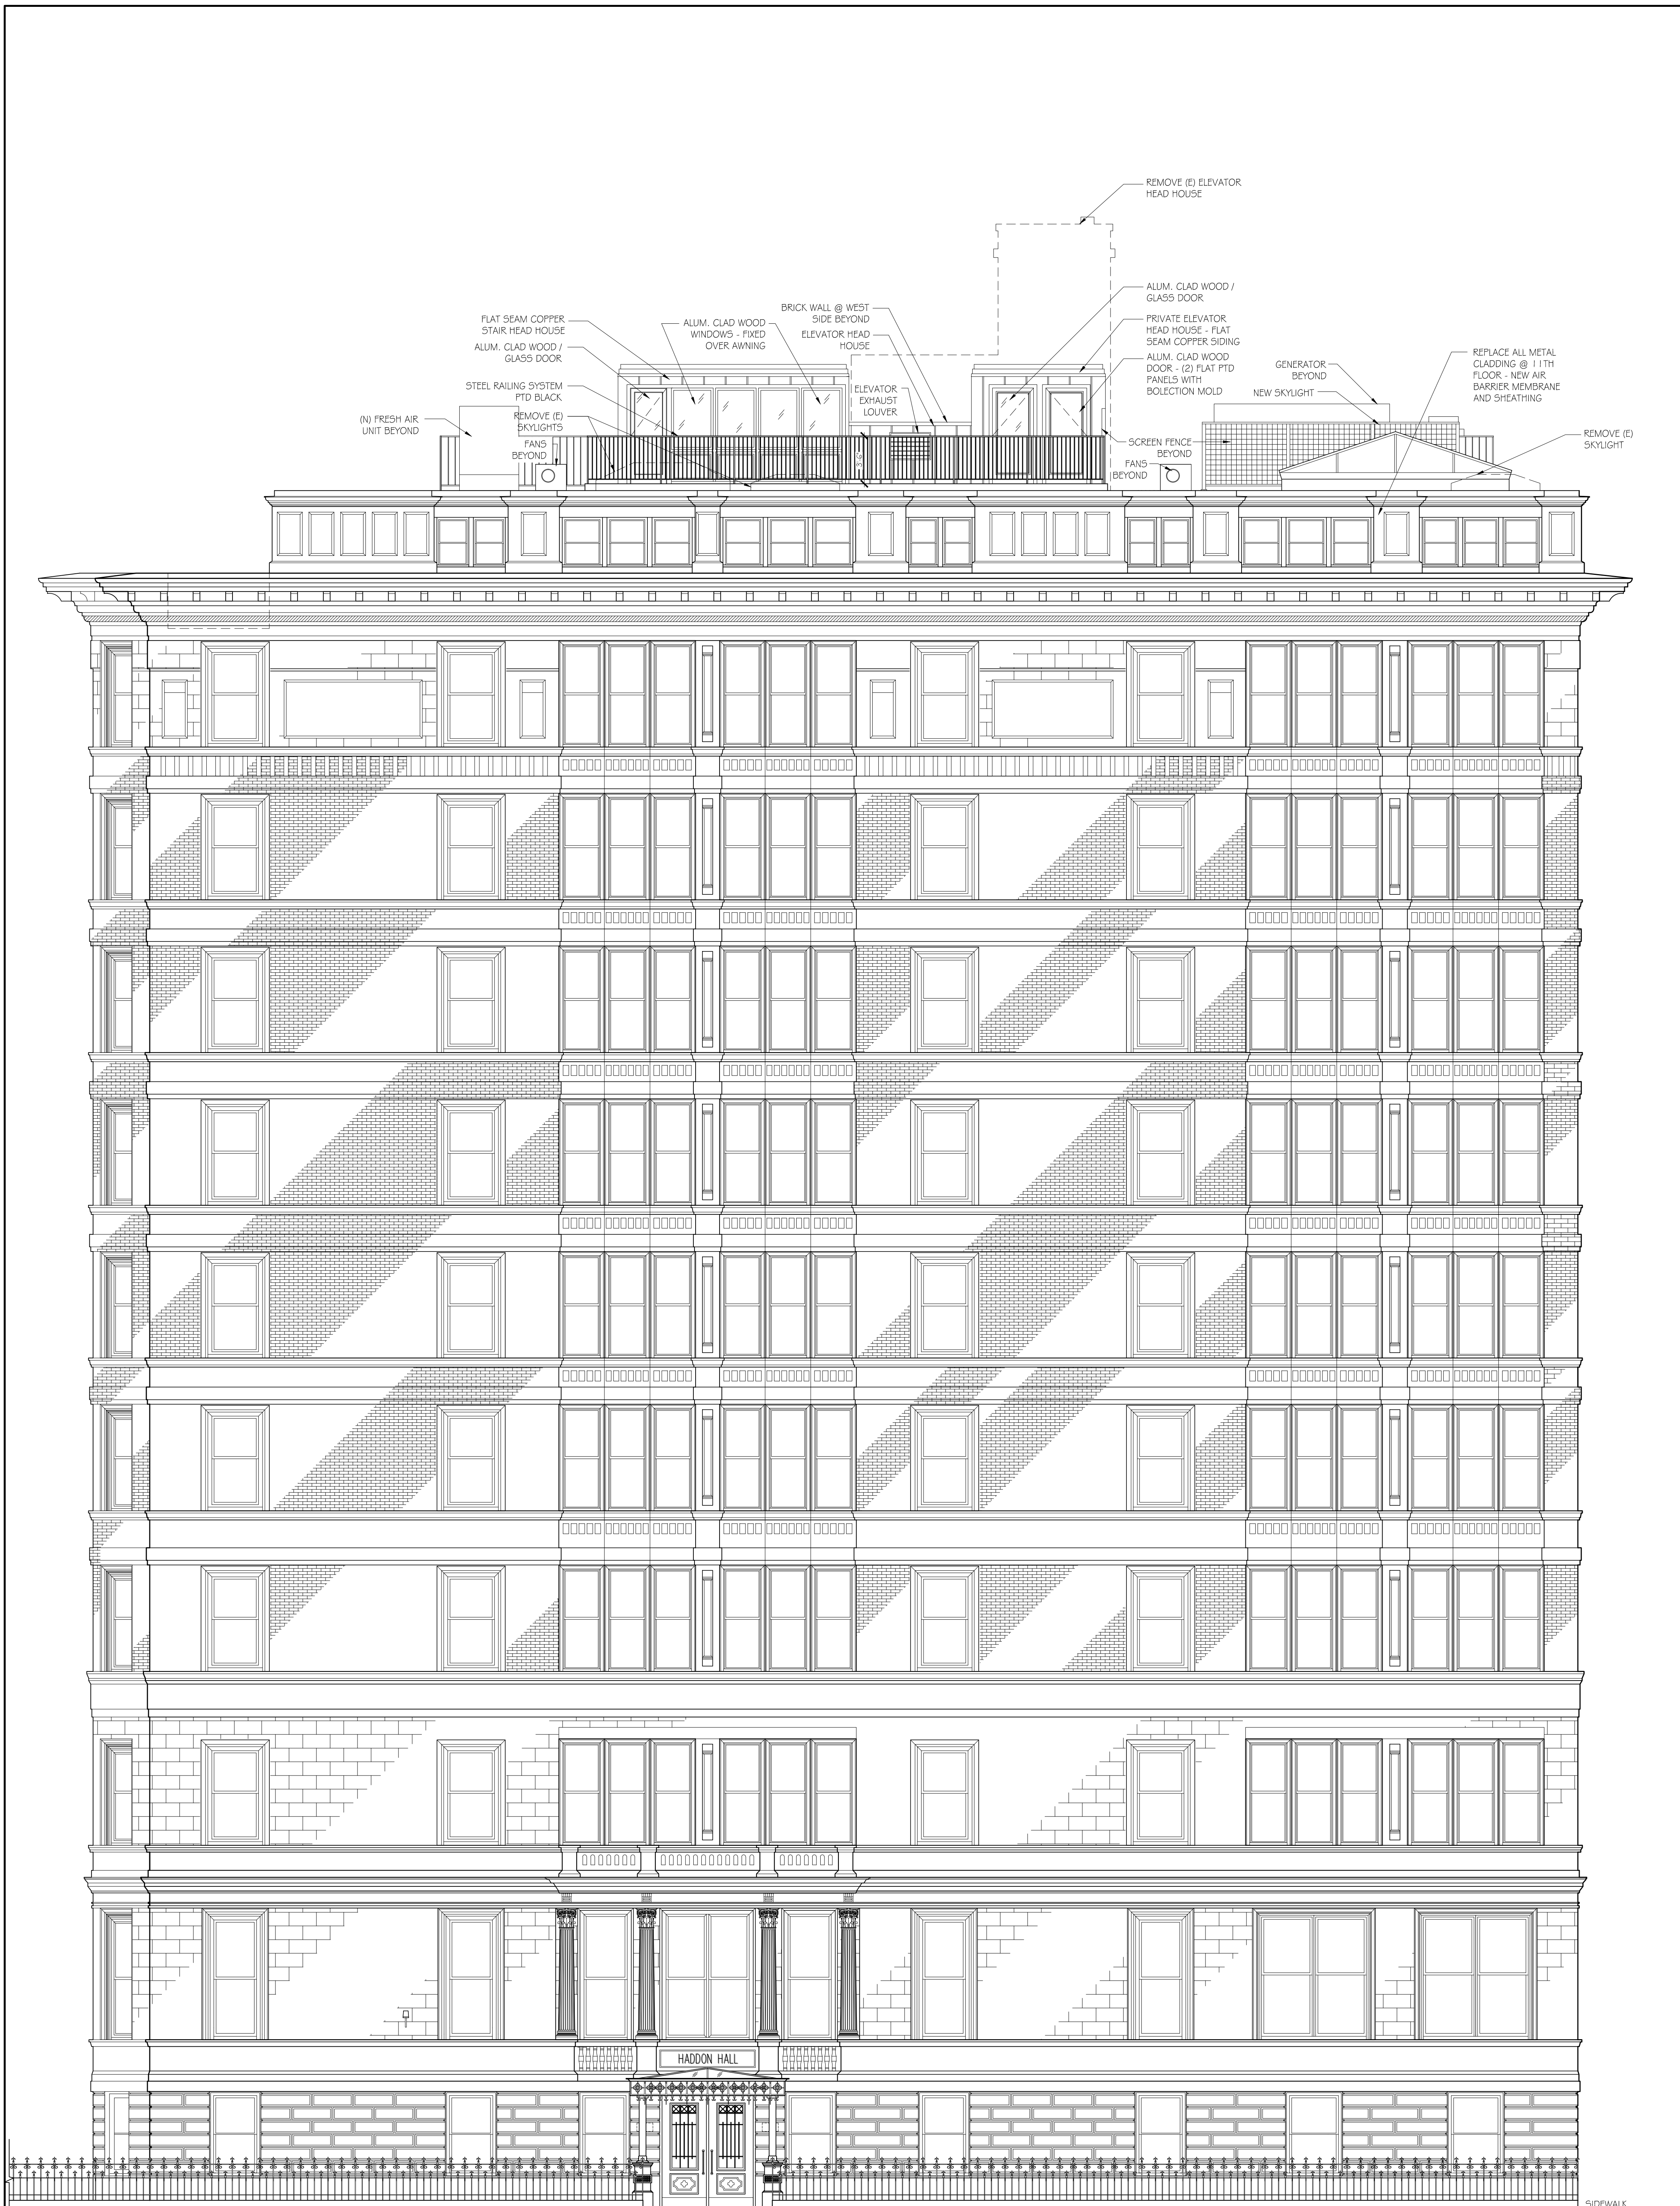 REMOVE (E) ELEVATOR
HEAD HOUSE
ALUM. CLAD WOOD /
GLASS DOOR
BRICK WALL @ WEST
SIDE BEYOND
FLAT SEAM COPPER
STAIR HEAD HOUSE
ALUM. CLAD WOOD
WINDOWS - FIXED
OVER AWNING
ELEVATOR HEAD
HOUSE
PRIVATE ELEVATOR
HEAD HOUSE - FLAT
SEAM COPPER SIDING
ALUM. CLAD WOOD /
GLASS DOOR
ALUM. CLAD WOOD
DOOR - (2) FLAT PTD
PANELS WITH
BOLECTION MOLD
GENERATOR
BEYOND
REPLACE ALL METAL
CLADDING @ 11TH
FLOOR - NEW AIR
BARRIER MEMBRANE
AND SHEATHING
STEEL RAILING SYSTEM
PTD BLACK
ELEVATOR
EXHAUST
LOUVER
NEW SKYLIGHT
(N) FRESH AIR
UNIT BEYOND
REMOVE (E)
SKYLIGHTS
FANS
BEYOND
3'-6"
SCREEN FENCE
BEYOND
FANS
BEYOND
REMOVE (E)
SKYLIGHT
HADDON HALL
SIDEWALK